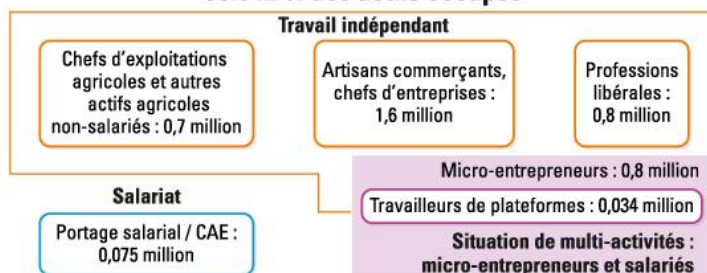 Travail indépendant
Chefs d'exploitations
agricoles et autres
actifs agricoles
non-salariés : 0,7 million
Artisans commerçants,
chefs d'entreprises :
1,6 million
Professions
libérales :
0,8 million
Micro-entrepreneurs : 0,8 million
Travailleurs de plateformes : 0,034 million
Situation de multi-activités :
micro-entrepreneurs et salariés
Salariat
Portage salarial / CAE :
0,075 million